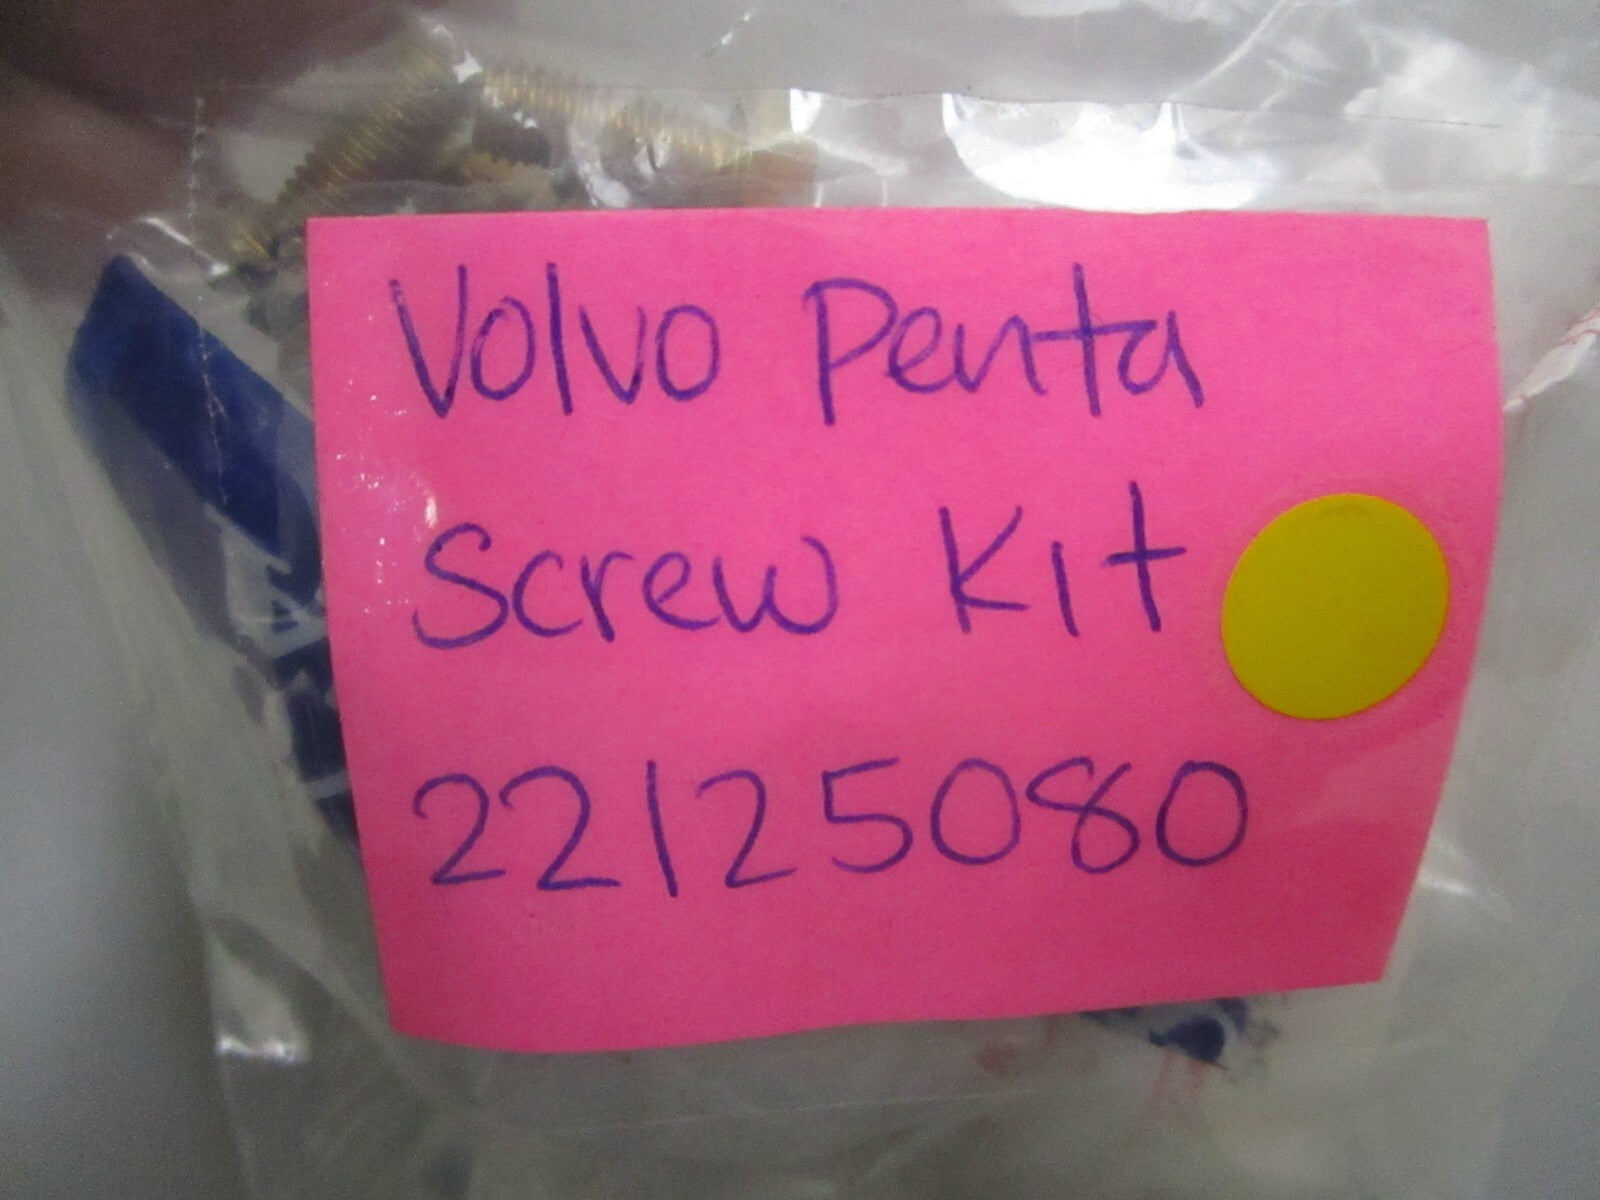 Volvo Penta
Screw Kit
22125080